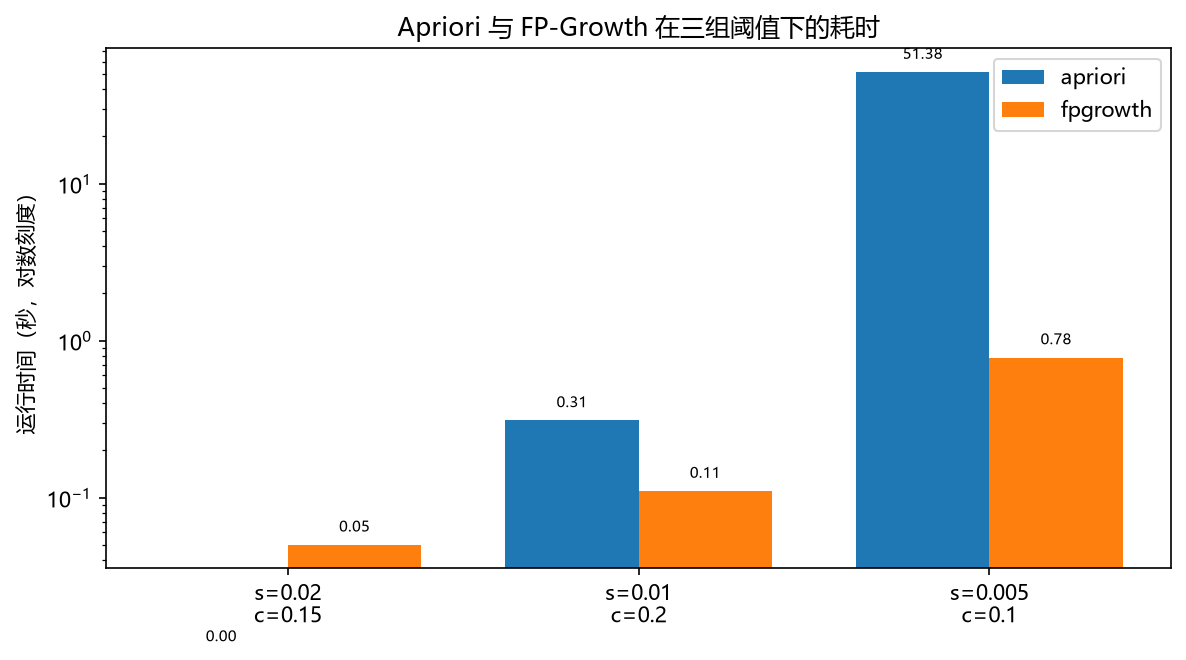 Apriori 与 FP-Growth 在三组阈值下的耗时
运行时间（秒，对数刻度）
10¹
10⁰
10⁻¹
51.38
apriori
fpgrowth
0.78
0.31
0.11
0.05
s=0.02
c=0.15
s=0.01
c=0.2
s=0.005
c=0.1
0.00